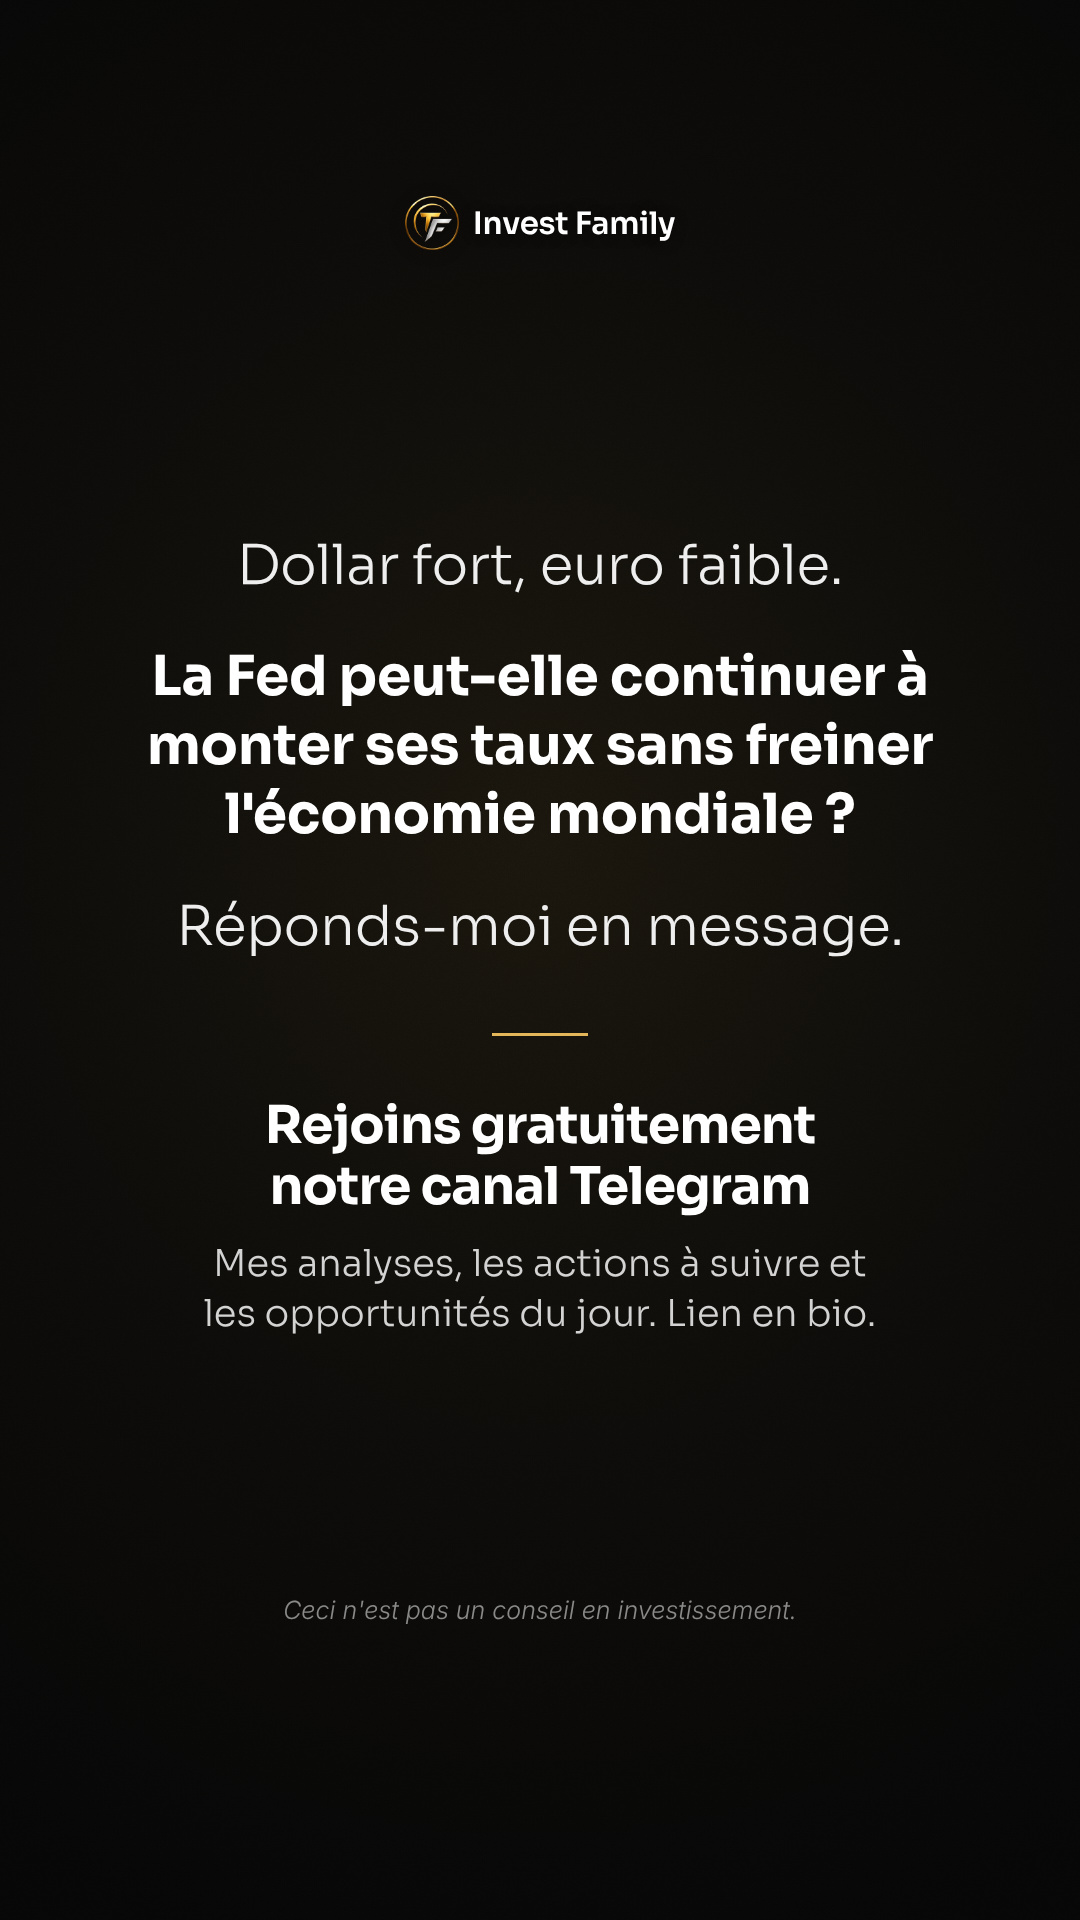 TF Invest Family
Dollar fort, euro faible.
La Fed peut-elle continuer à
monter ses taux sans freiner
l'économie mondiale ?
Réponds-moi en message.
Rejoins gratuitement
notre canal Telegram
Mes analyses, les actions à suivre et
les opportunités du jour. Lien en bio.
Ceci n'est pas un conseil en investissement.